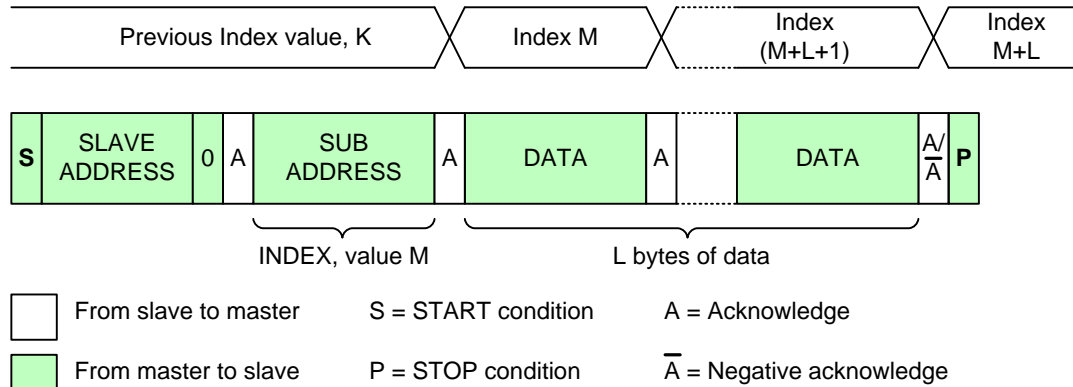 Previous Index value, K
Index M
Index
(M+L+1)
Index
M+L
S
SLAVE
ADDRESS
0
A
SUB
ADDRESS
A
DATA
A
DATA
A/
A̅
P
INDEX, value M
L bytes of data
From slave to master
S = START condition
A = Acknowledge
From master to slave
P = STOP condition
A̅ = Negative acknowledge